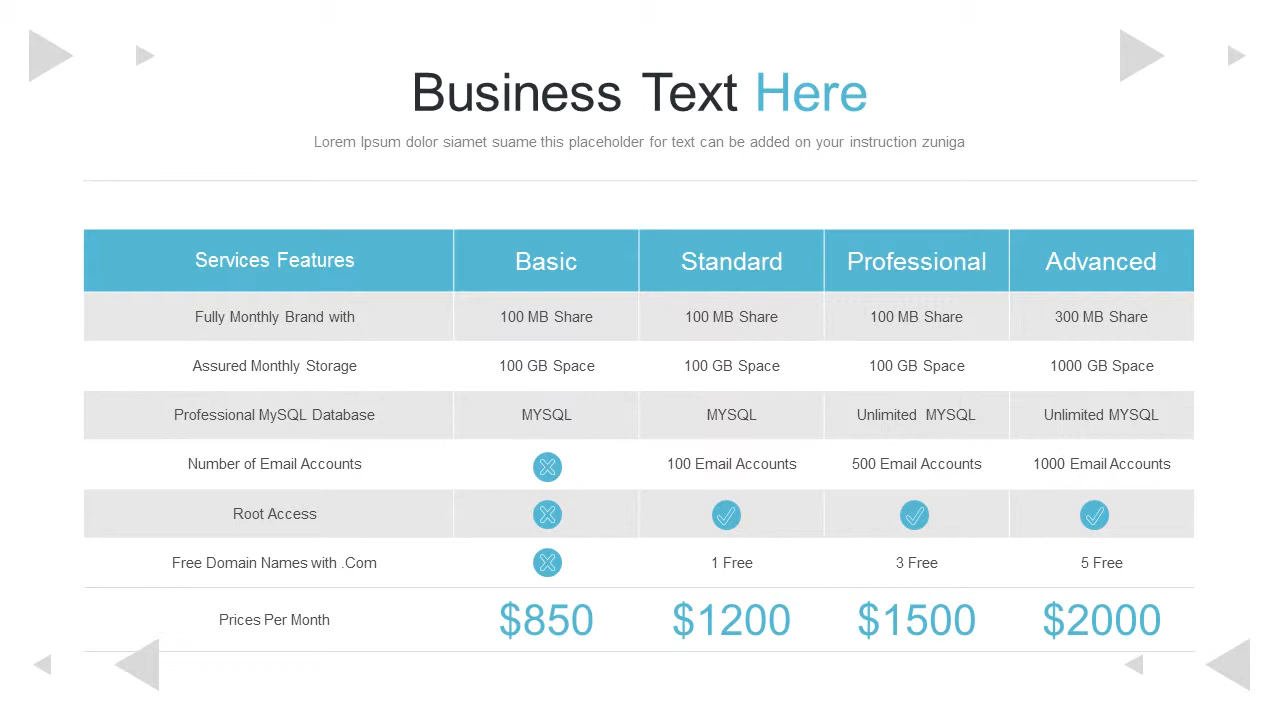 Business Text Here
Lorem Ipsum dolor siamet suame this placeholder for text can be added on your instruction zuniga
Services Features Basic Standard Professional Advanced
Fully Monthly Brand with 100 MB Share 100 MB Share 100 MB Share 300 MB Share
Assured Monthly Storage 100 GB Space 100 GB Space 100 GB Space 1000 GB Space
Professional MySQL Database MYSQL MYSQL Unlimited MYSQL Unlimited MYSQL
Number of Email Accounts 100 Email Accounts 500 Email Accounts 1000 Email Accounts
Root Access
Free Domain Names with .Com 1 Free 3 Free 5 Free
Prices Per Month $850 $1200 $1500 $2000